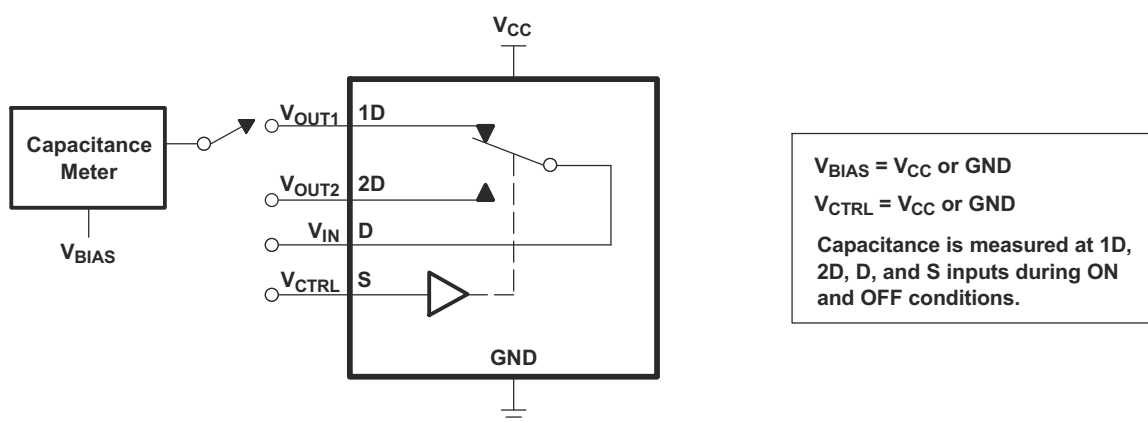 VCC
VOUT1 1D
Capacitance
Meter
VOUT2 2D
VIN D
VBIAS
VCTRL S
GND
VBIAS = VCC or GND
VCTRL = VCC or GND
Capacitance is measured at 1D,
2D, D, and S inputs during ON
and OFF conditions.